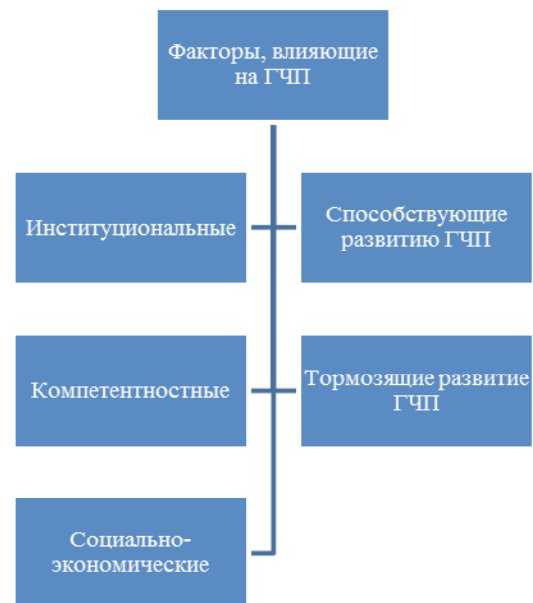 Факторы, влияющие
на ГЧП
Институциональные
Способствующие
развитию ГЧП
Компетентностные
Тормозящие развитие
ГЧП
Социально-
экономические